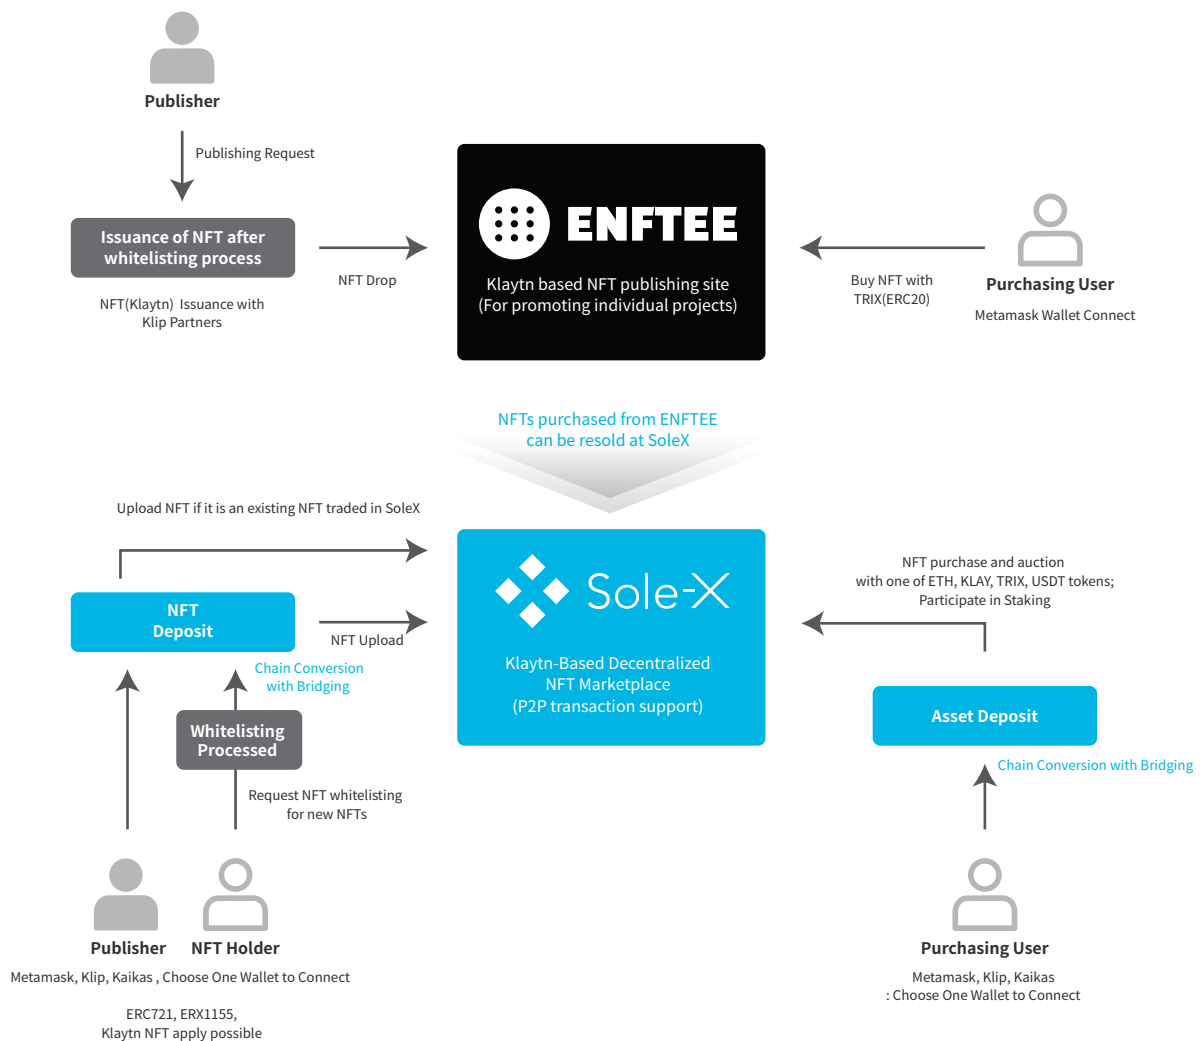 Publisher
Publishing Request
Issuance of NFT after
whitelisting process
NFT(Klaytn) Issuance with
Klip Partners
NFT Drop
ENFTEE
Klaytn based NFT publishing site
(For promoting individual projects)
Buy NFT with
TRIX(ERC20)
Purchasing User
Metamask Wallet Connect
NFTs purchased from ENFTEE
can be resold at SoleX
Upload NFT if it is an existing NFT traded in SoleX
NFT
Deposit
NFT Upload
Chain Conversion
with Bridging
Whitelisting
Processed
Request NFT whitelisting
for new NFTs
Publisher
NFT Holder
Metamask, Klip, Kaikas , Choose One Wallet to Connect
ERC721, ERX1155,
Klaytn NFT apply possible
Sole-X
Klaytn-Based Decentralized
NFT Marketplace
(P2P transaction support)
NFT purchase and auction
with one of ETH, KLAY, TRIX, USDT tokens;
Participate in Staking
Asset Deposit
Chain Conversion with Bridging
Purchasing User
Metamask, Klip, Kaikas
: Choose One Wallet to Connect